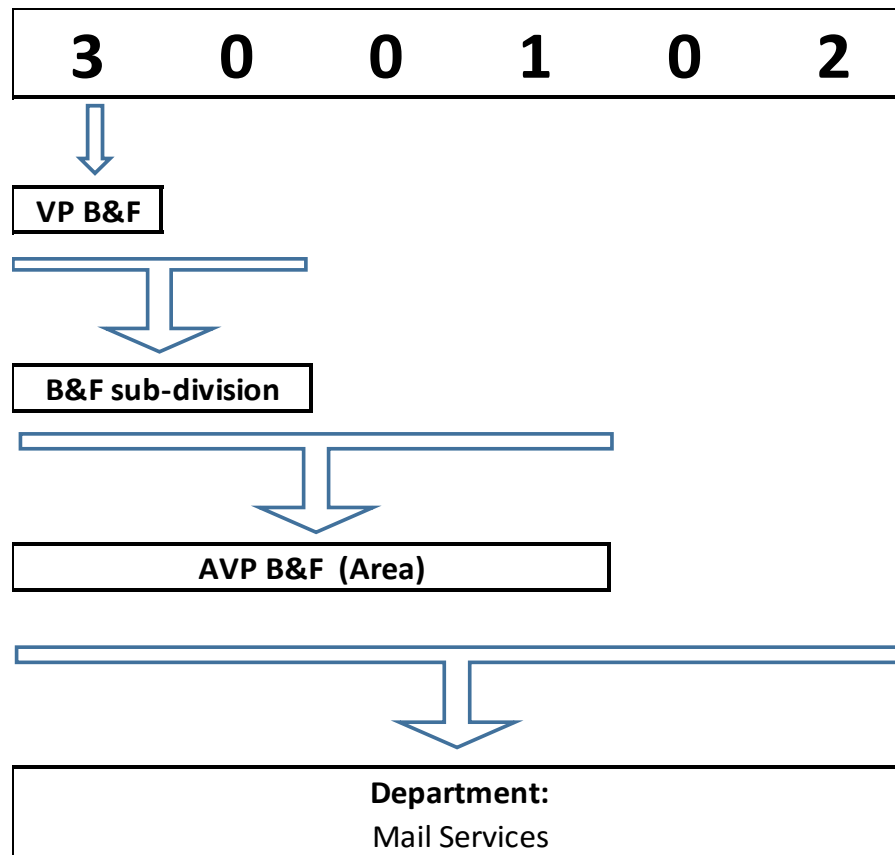 3 0 0 1 0 2
VP B&F
B&F sub-division
AVP B&F (Area)
Department:
Mail Services